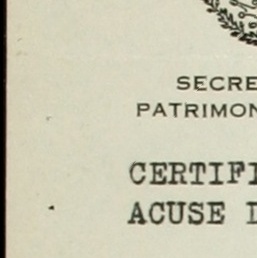 SECRE
PATRIMON
CERTIFI
ACUSE D